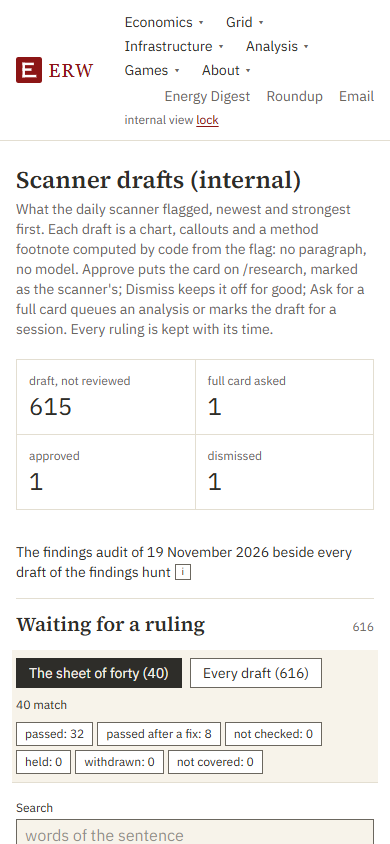 Economics ▾ Grid ▾
E ERW
Infrastructure ▾ Analysis ▾
Games ▾ About ▾
Energy Digest Roundup Email
internal view lock
Scanner drafts (internal)
What the daily scanner flagged, newest and strongest
first. Each draft is a chart, callouts and a method
footnote computed by code from the flag: no paragraph,
no model. Approve puts the card on /research, marked
as the scanner's; Dismiss keeps it off for good; Ask for a
full card queues an analysis or marks the draft for a
session. Every ruling is kept with its time.
draft, not reviewed
615
full card asked
1
approved
1
dismissed
1
The findings audit of 19 November 2026 beside every
draft of the findings hunt i
Waiting for a ruling 616
The sheet of forty (40) Every draft (616)
40 match
passed: 32 passed after a fix: 8 not checked: 0
held: 0 withdrawn: 0 not covered: 0
Search
words of the sentence